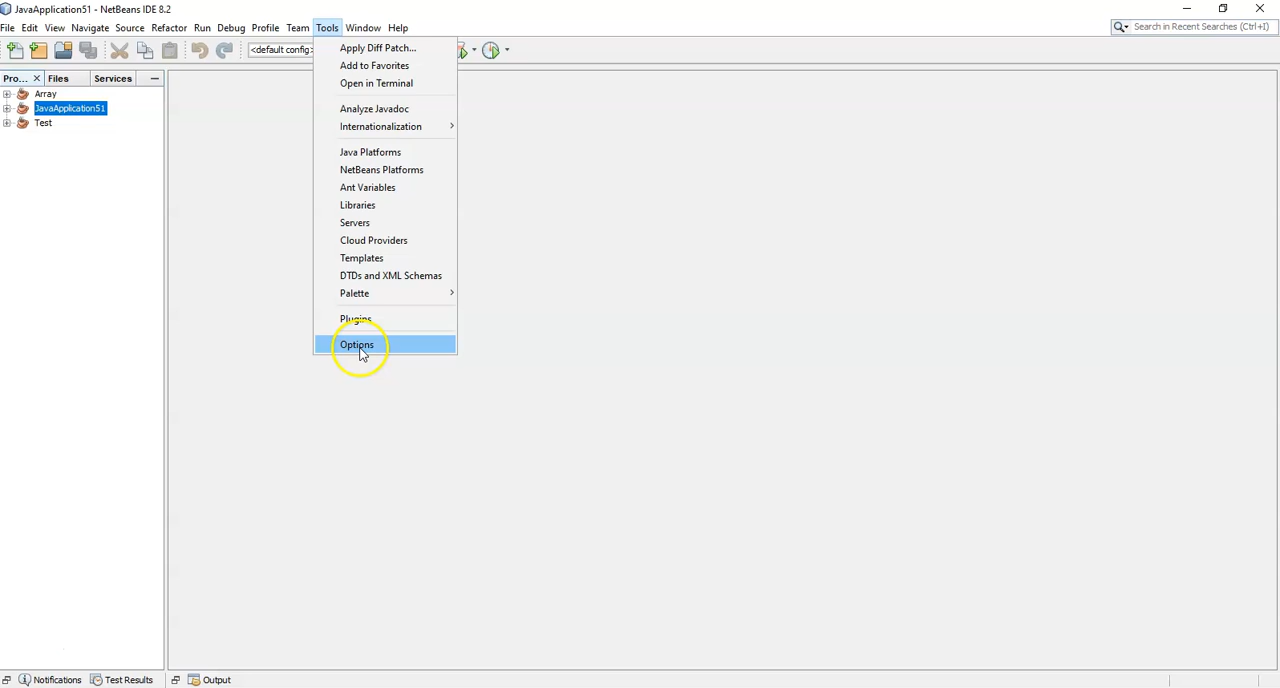 JavaApplication51 - NetBeans IDE 8.2
File Edit View Navigate Source Refactor Run Debug Profile Team Tools Window Help
Search in Recent Searches (Ctrl+I)
<default config>
Pro... Files Services
Array
JavaApplication51
Test
Apply Diff Patch...
Add to Favorites
Open in Terminal
Analyze Javadoc
Internationalization
Java Platforms
NetBeans Platforms
Ant Variables
Libraries
Servers
Cloud Providers
Templates
DTDs and XML Schemas
Palette
Plugins
Options
Notifications Test Results Output